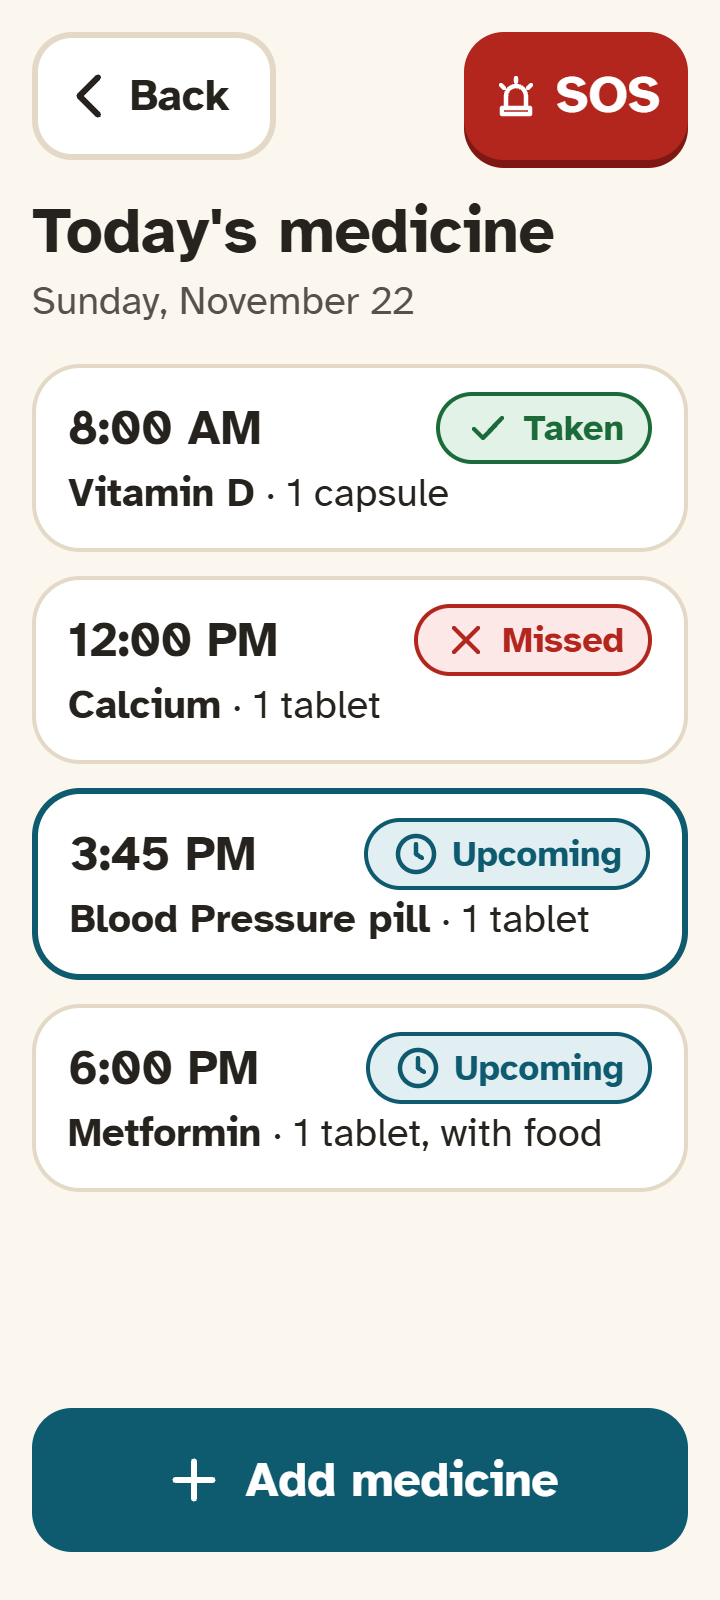 Back
SOS
Today's medicine
Sunday, November 22
8:00 AM
Taken
Vitamin D · 1 capsule
12:00 PM
Missed
Calcium · 1 tablet
3:45 PM
Upcoming
Blood Pressure pill · 1 tablet
6:00 PM
Upcoming
Metformin · 1 tablet, with food
Add medicine